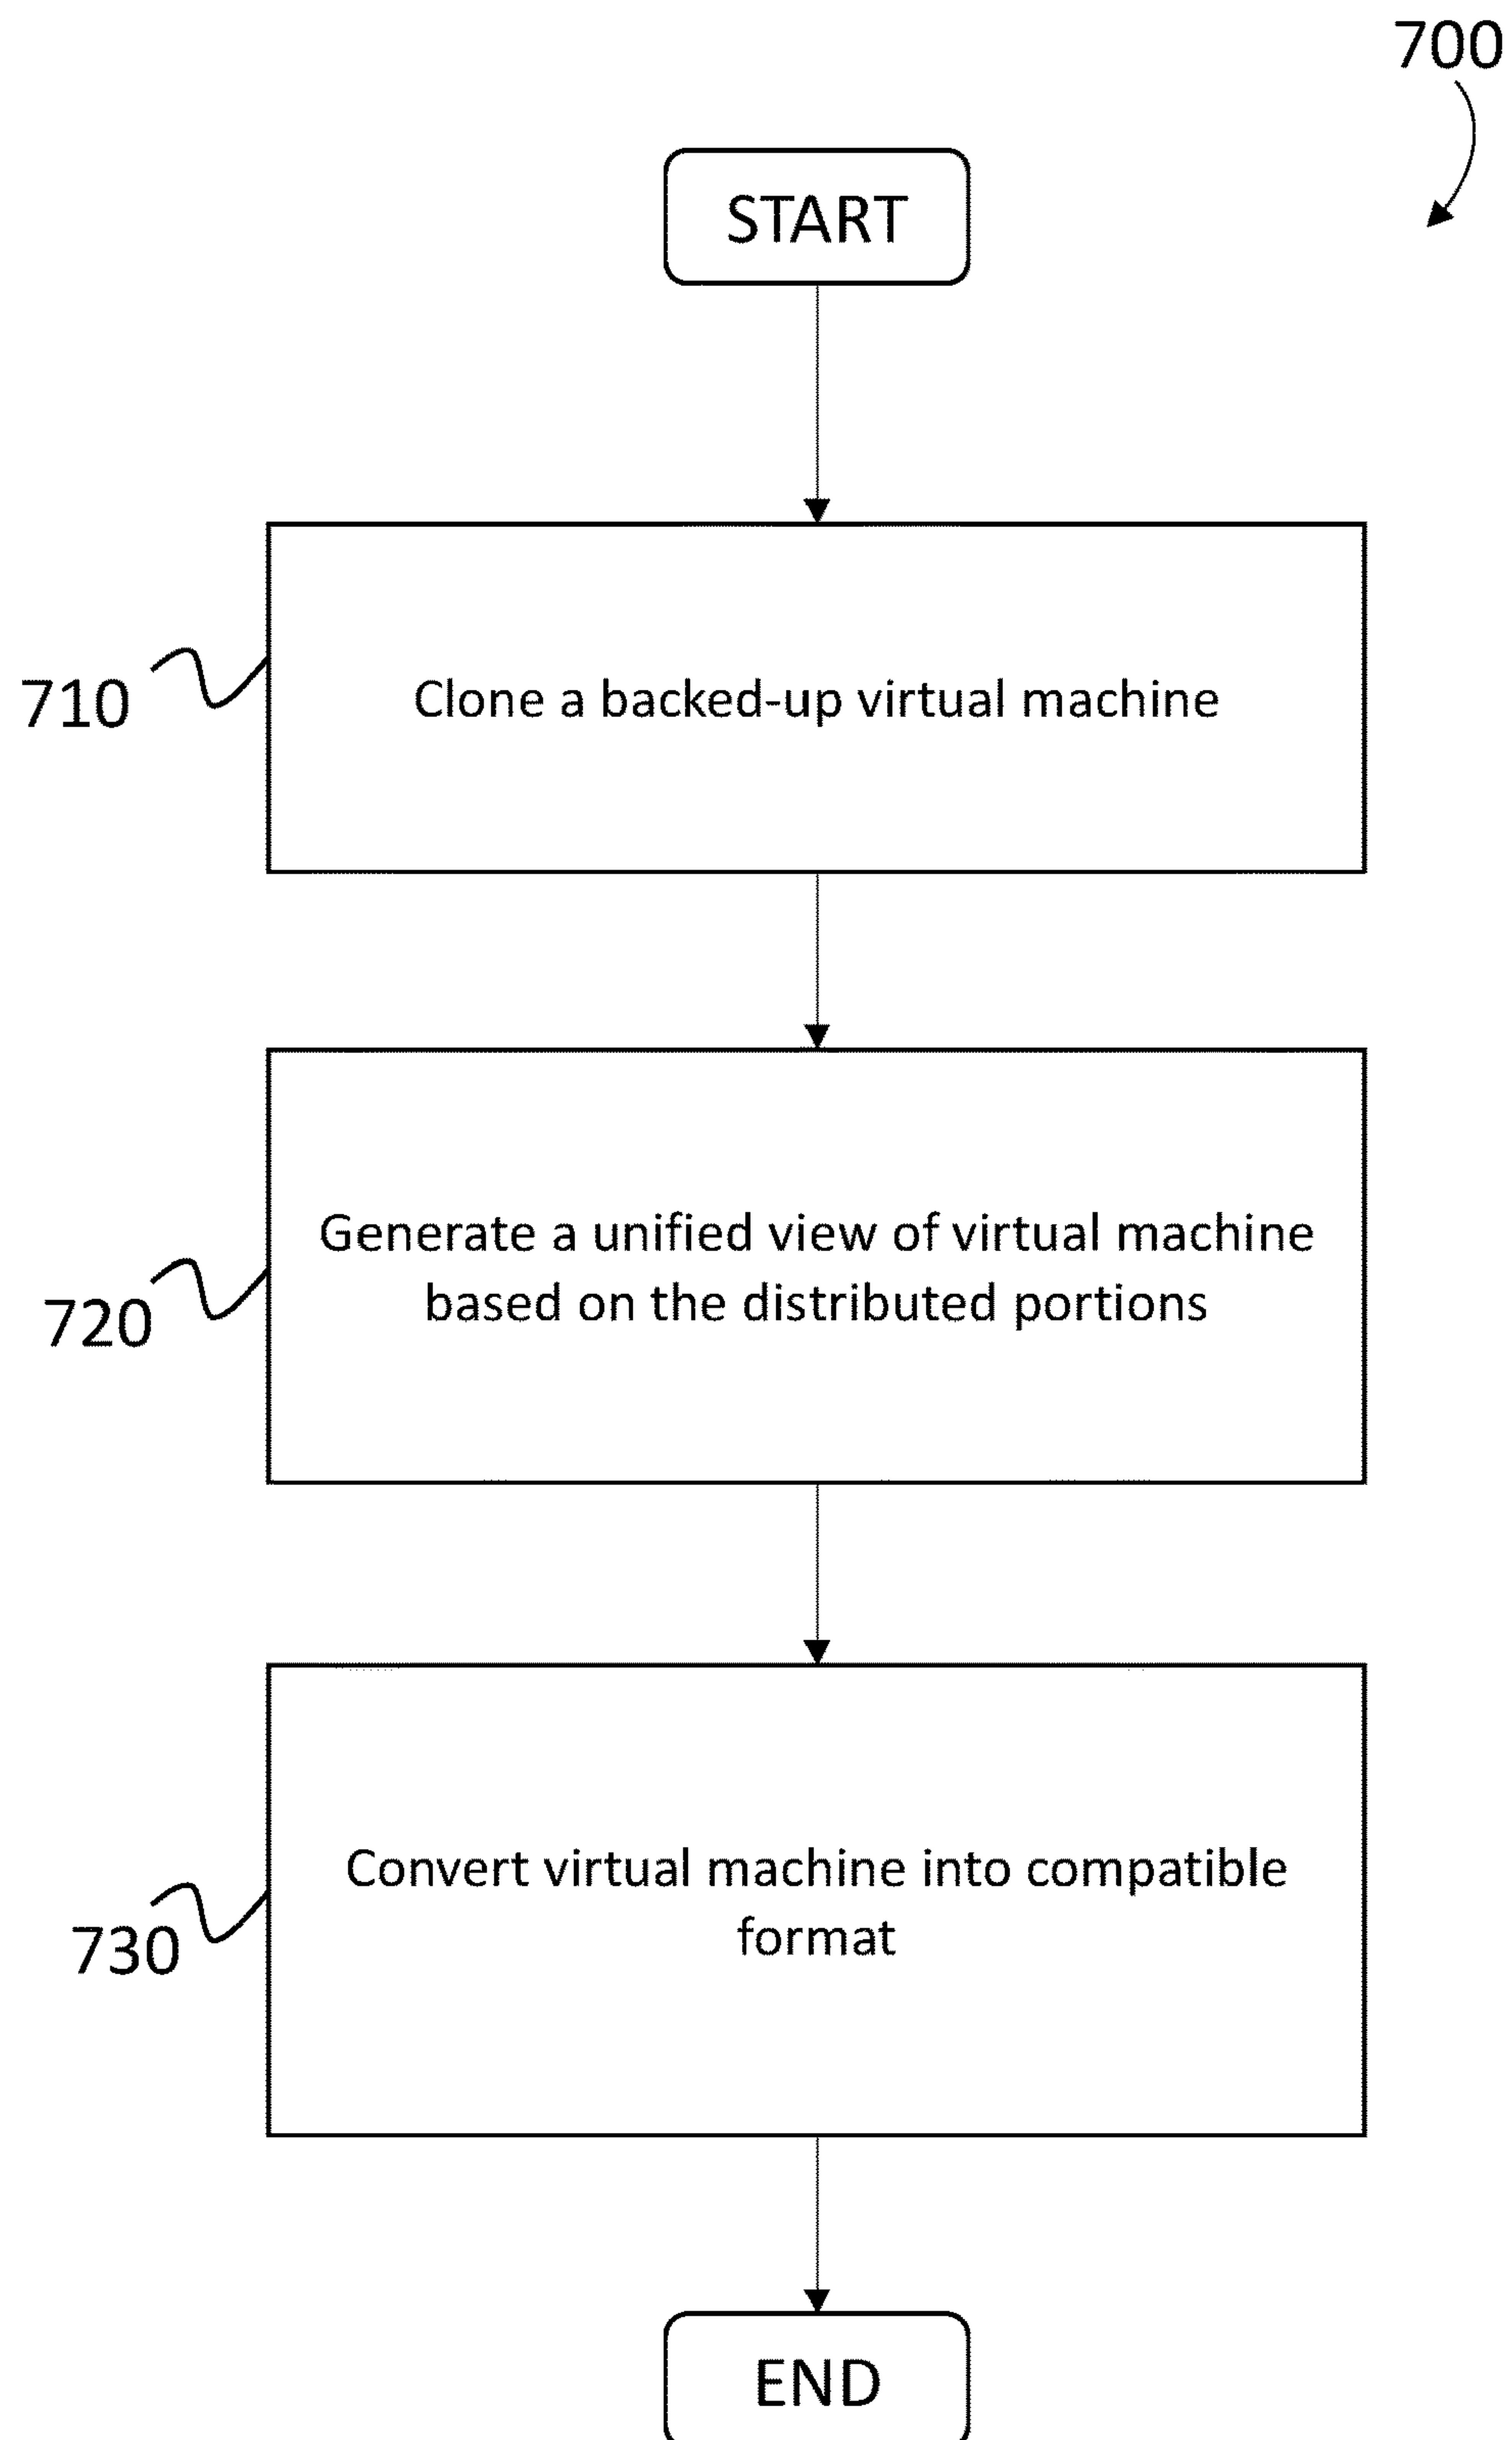 700
START
710
Clone a backed-up virtual machine
720
Generate a unified view of virtual machine
based on the distributed portions
730
Convert virtual machine into compatible
format
END